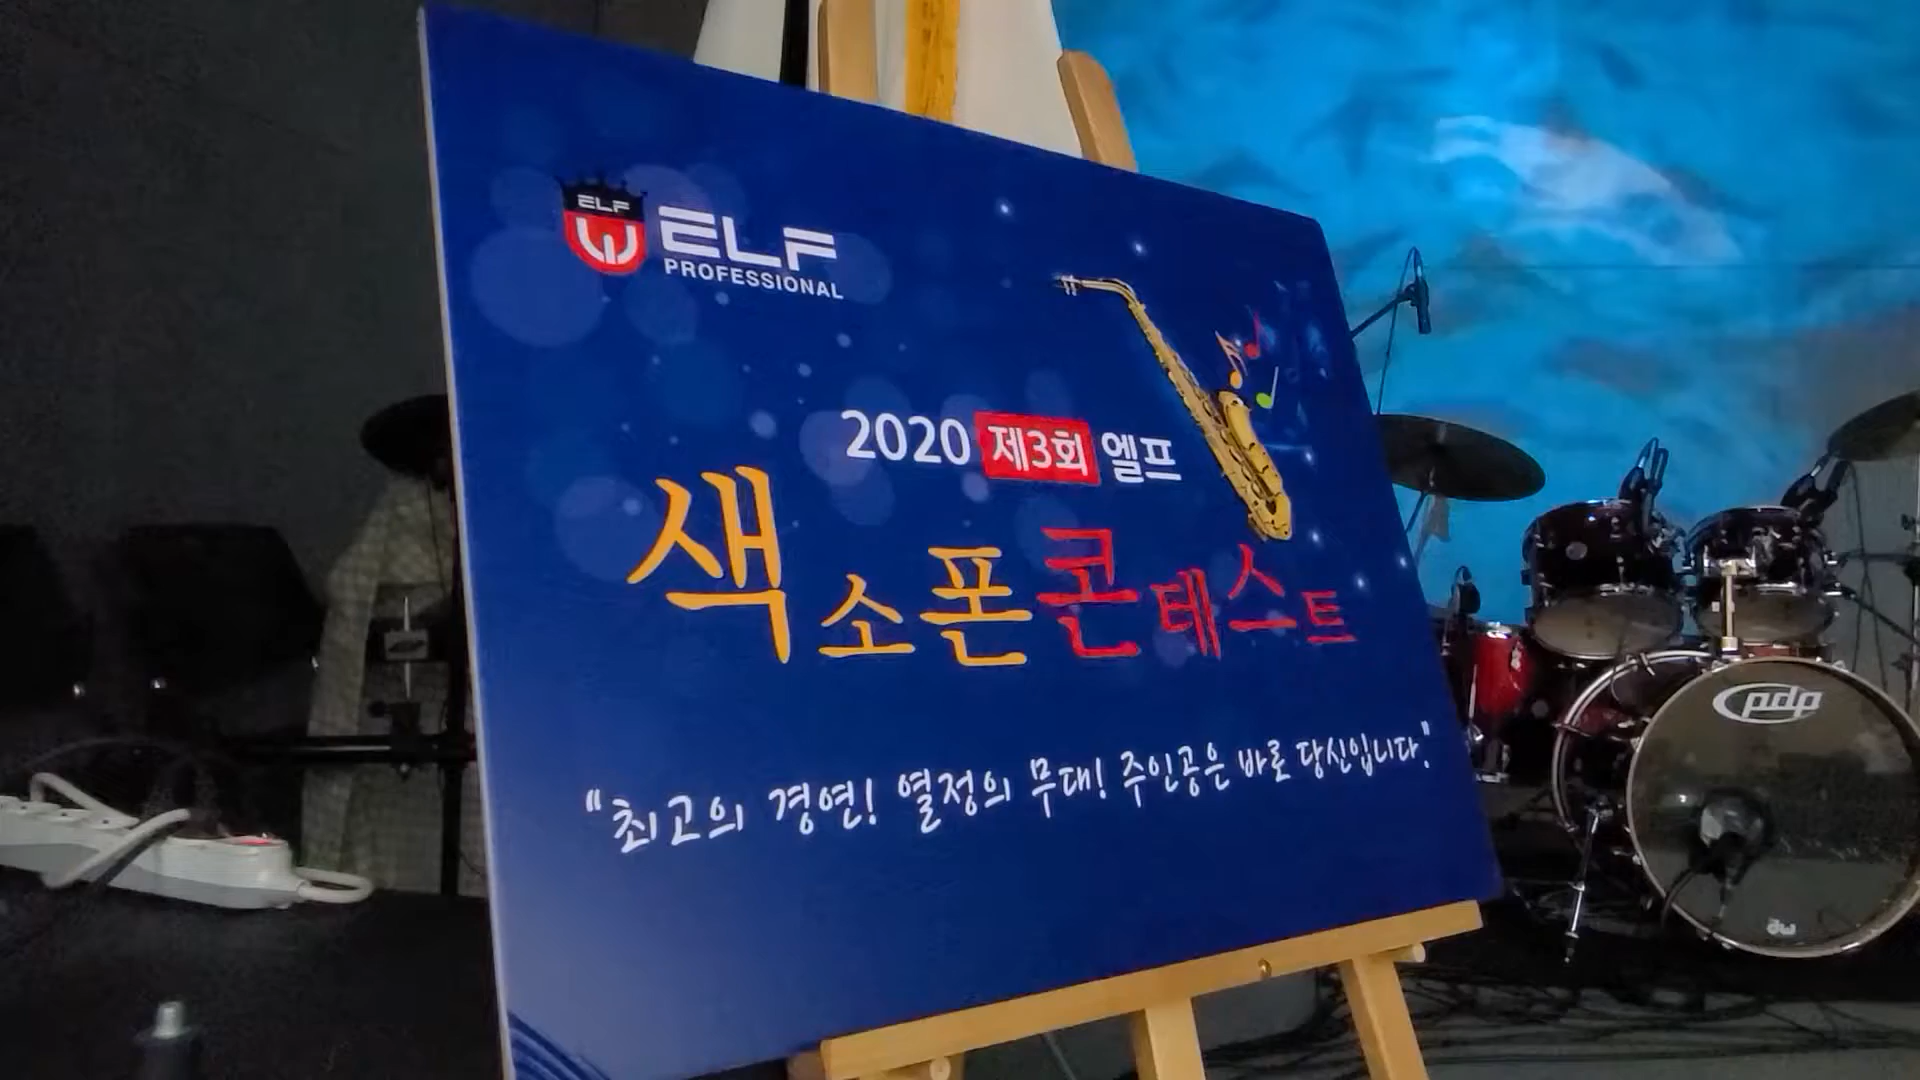 ELF
ELF
PROFESSIONAL
2020 제3회 엘프
색소폰콘테스트
"최고의 경연! 열정의 무대! 주인공은 바로 당신입니다."
pdp
dw